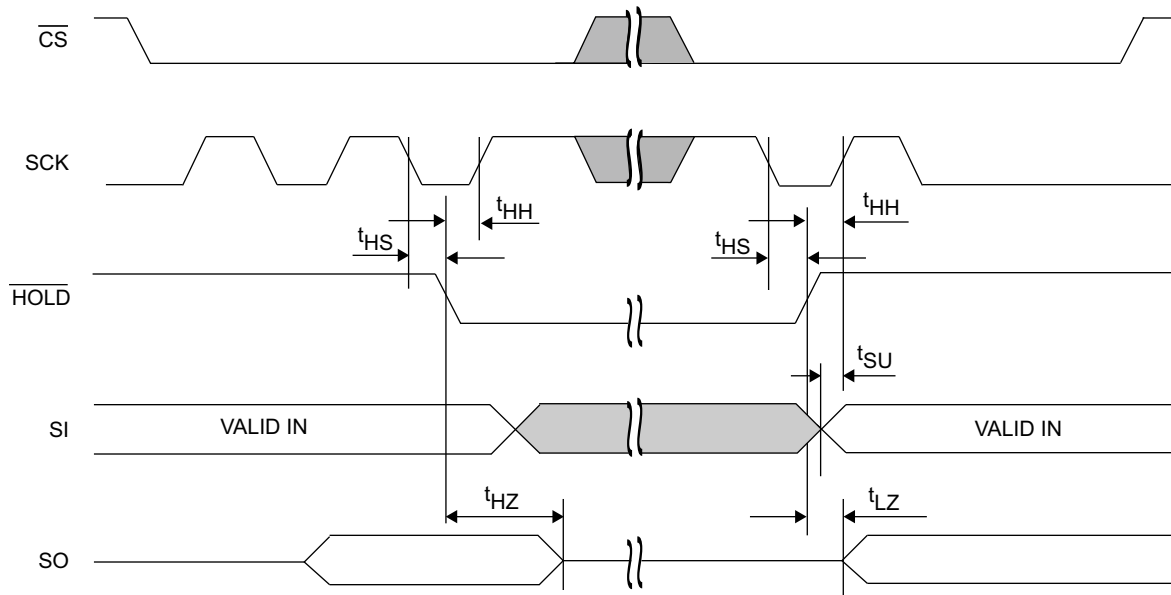 CS
SCK
tHH
tHH
tHS
tHS
HOLD
tSU
SI
VALID IN
VALID IN
tHZ
tLZ
SO